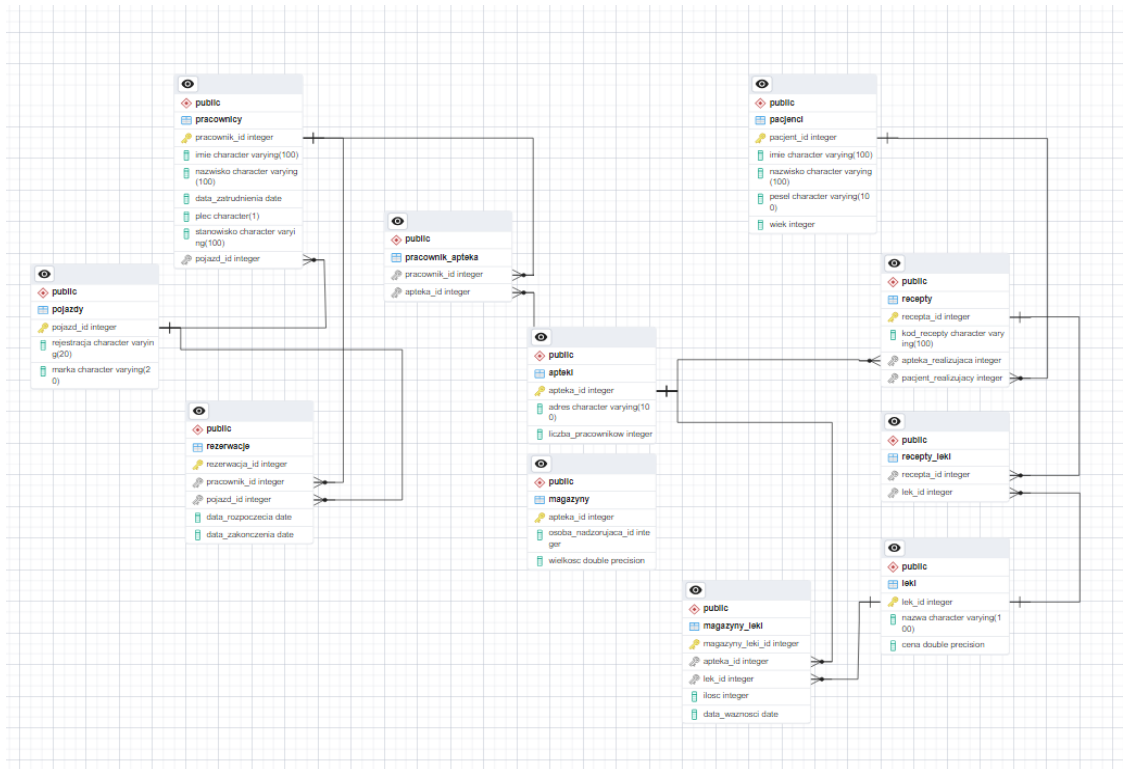 public
pracownicy
pracownik_id integer
imie character varying(100)
nazwisko character varying
(100)
data_zatrudnienia date
plec character(1)
stanowisko character varyi
ng(100)
pojazd_id integer
public
pojazdy
pojazd_id integer
rejestracja character varyin
g(20)
marka character varying(2
0)
public
rezerwacje
rezerwacja_id integer
pracownik_id integer
pojazd_id integer
data_rozpoczecia date
data_zakonczenia date
public
pracownik_apteka
pracownik_id integer
apteka_id integer
public
apteki
apteka_id integer
adres character varying(10
0)
liczba_pracownikow integer
public
magazyny
apteka_id integer
osoba_nadzorujaca_id inte
ger
wielkosc double precision
public
magazyny_leki
magazyny_leki_id integer
apteka_id integer
lek_id integer
ilosc integer
data_waznosci date
public
pacjenci
pacjent_id integer
imie character varying(100)
nazwisko character varying
(100)
pesel character varying(10
0)
wiek integer
public
recepty
recepta_id integer
kod_recepty character vary
ing(100)
apteka_realizujaca integer
pacjent_realizujacy integer
public
recepty_leki
recepta_id integer
lek_id integer
public
leki
lek_id integer
nazwa character varying(1
00)
cena double precision